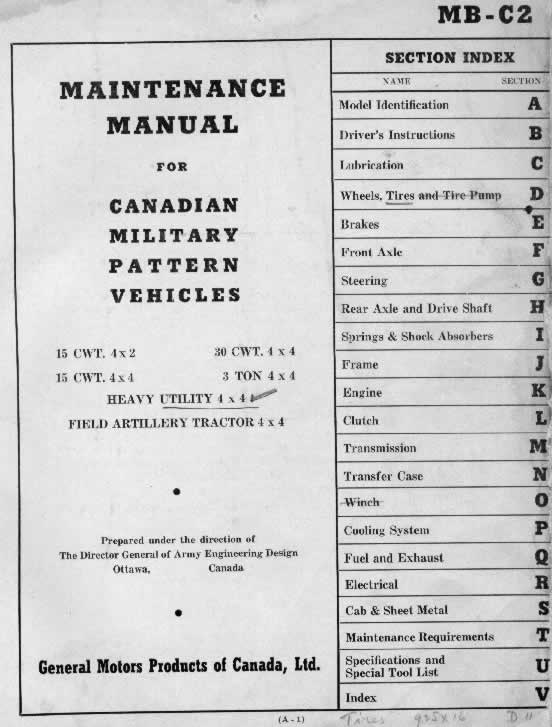 MB-C2
MAINTENANCE
MANUAL
FOR
CANADIAN
MILITARY
PATTERN
VEHICLES
15 CWT. 4 x 2 30 CWT. 4 x 4
15 CWT. 4 x 4 3 TON 4 x 4
HEAVY UTILITY 4 x 4
FIELD ARTILLERY TRACTOR 4 x 4
Prepared under the direction of
The Director General of Army Engineering Design
Ottawa, Canada
General Motors Products of Canada, Ltd.
SECTION INDEX
NAME SECTION
Model Identification A
Driver's Instructions B
Lubrication C
Wheels, Tires and Tire Pump D
Brakes E
Front Axle F
Steering G
Rear Axle and Drive Shaft H
Springs & Shock Absorbers I
Frame J
Engine K
Clutch L
Transmission M
Transfer Case N
Winch O
Cooling System P
Fuel and Exhaust Q
Electrical R
Cab & Sheet Metal S
Maintenance Requirements T
Specifications and
Special Tool List U
Index V
(A-1) Tires 925 x 16 D 11